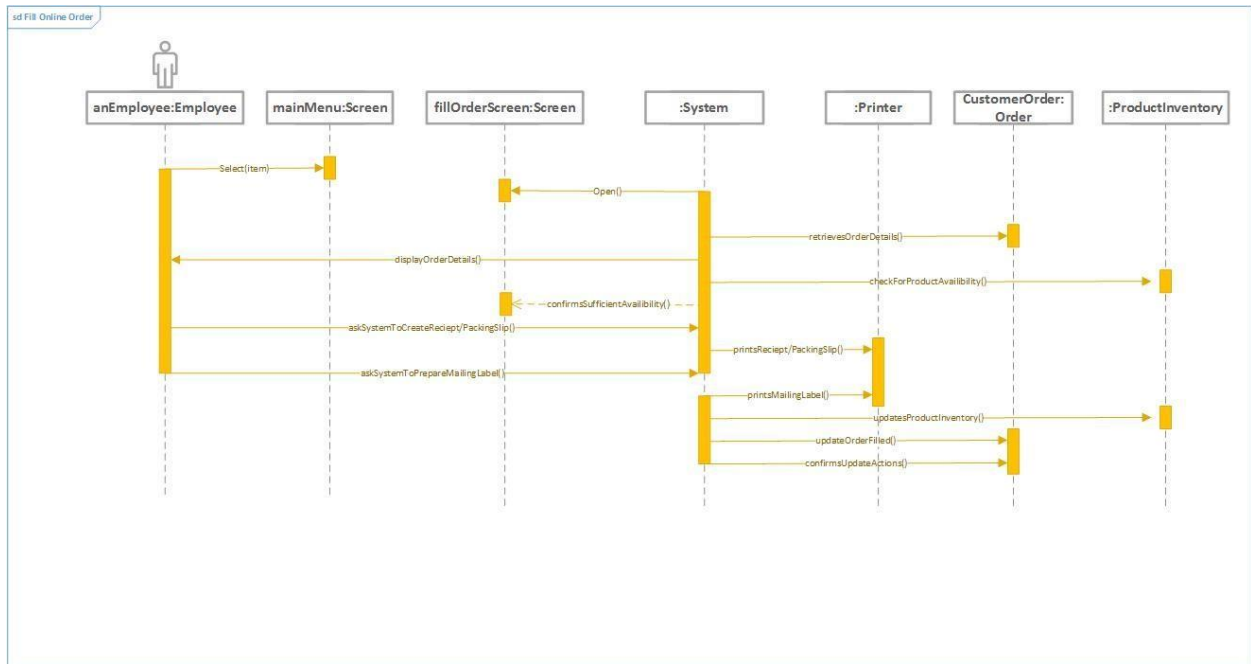 sd Fill Online Order
anEmployee:Employee
mainMenu:Screen
fillOrderScreen:Screen
:System
:Printer
CustomerOrder:
Order
:ProductInventory
Select(item)
Open()
retrievesOrderDetails()
displayOrderDetails()
checkForProductAvailibility()
confirmsSufficientAvailibility()
askSystemToCreateReciept/PackingSlip()
printsReciept/PackingSlip()
askSystemToPrepareMailingLabel()
printsMailingLabel()
updatesProductInventory()
updateOrderFilled()
confirmsUpdateActions()